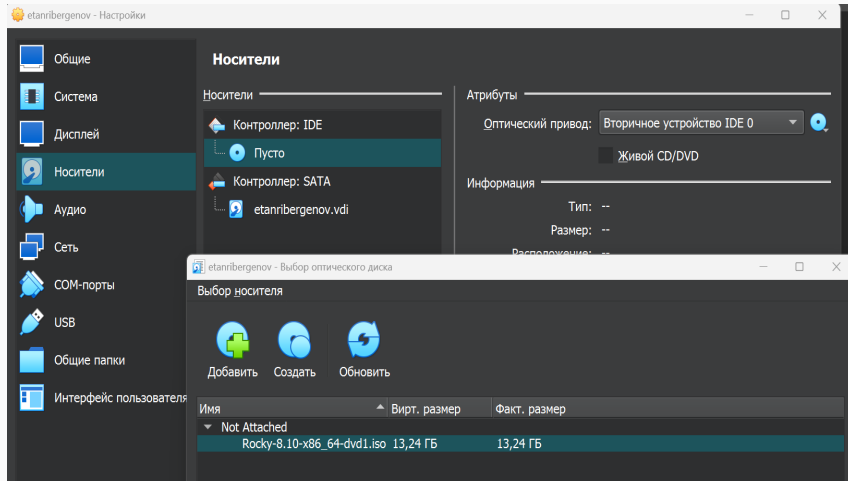 etanribergenov - Настройки
Общие
Система
Дисплей
Носители
Аудио
Сеть
COM-порты
USB
Общие папки
Интерфейс пользователя
Носители
Носители
Контроллер: IDE
Пусто
Контроллер: SATA
etanribergenov.vdi
Атрибуты
Оптический привод: Вторичное устройство IDE 0
Живой CD/DVD
Информация
Тип: --
Размер: --
Расположение: --
etanribergenov - Выбор оптического диска
Выбор носителя
Добавить Создать Обновить
Имя Вирт. размер Факт. размер
Not Attached
Rocky-8.10-x86_64-dvd1.iso 13,24 ГБ 13,24 ГБ